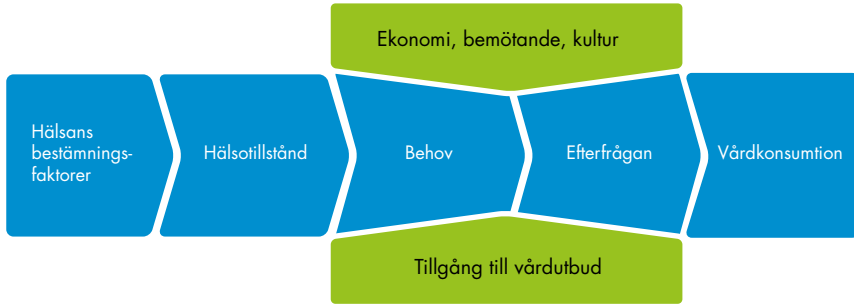 Ekonomi, bemötande, kultur
Hälsans
bestämnings-
faktorer
Hälsotillstånd
Behov
Efterfrågan
Vårdkonsumtion
Tillgång till vårdutbud